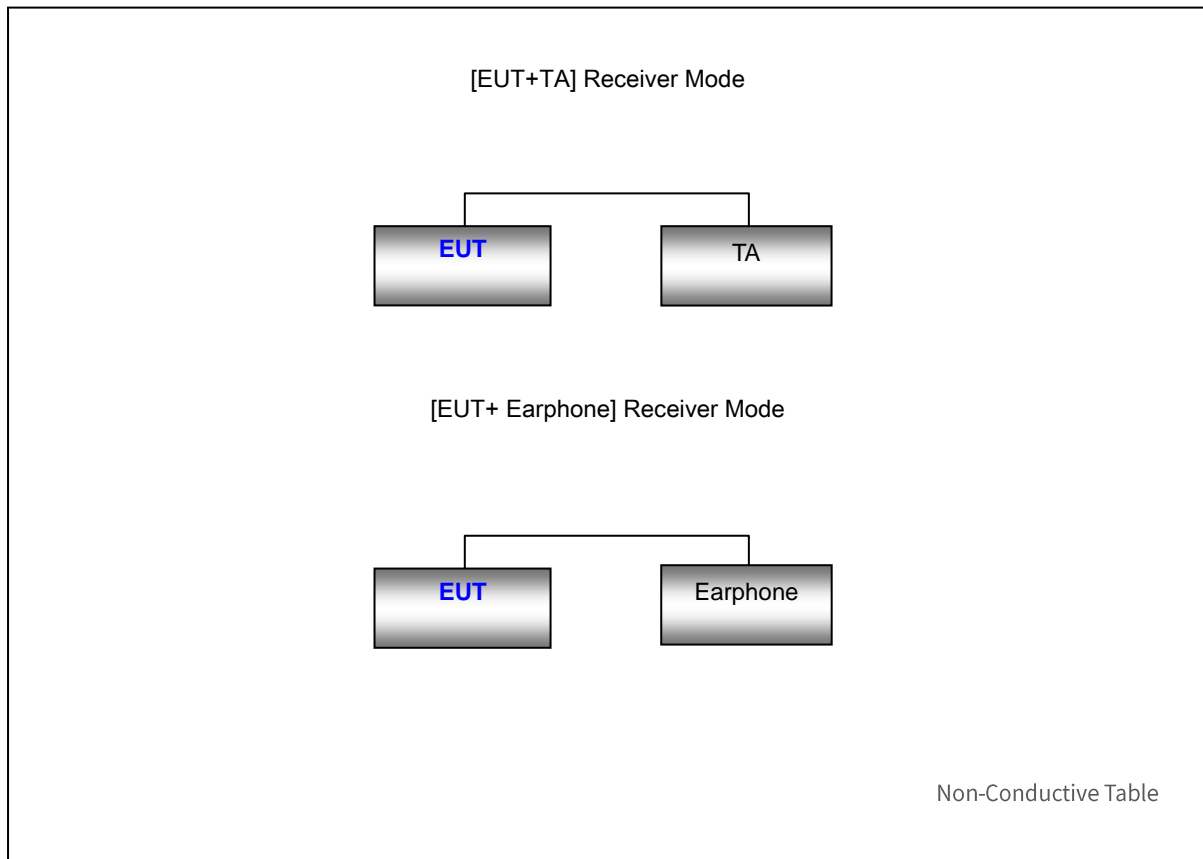 [EUT+TA] Receiver Mode
EUT
TA
[EUT+ Earphone] Receiver Mode
EUT
Earphone
Non-Conductive Table